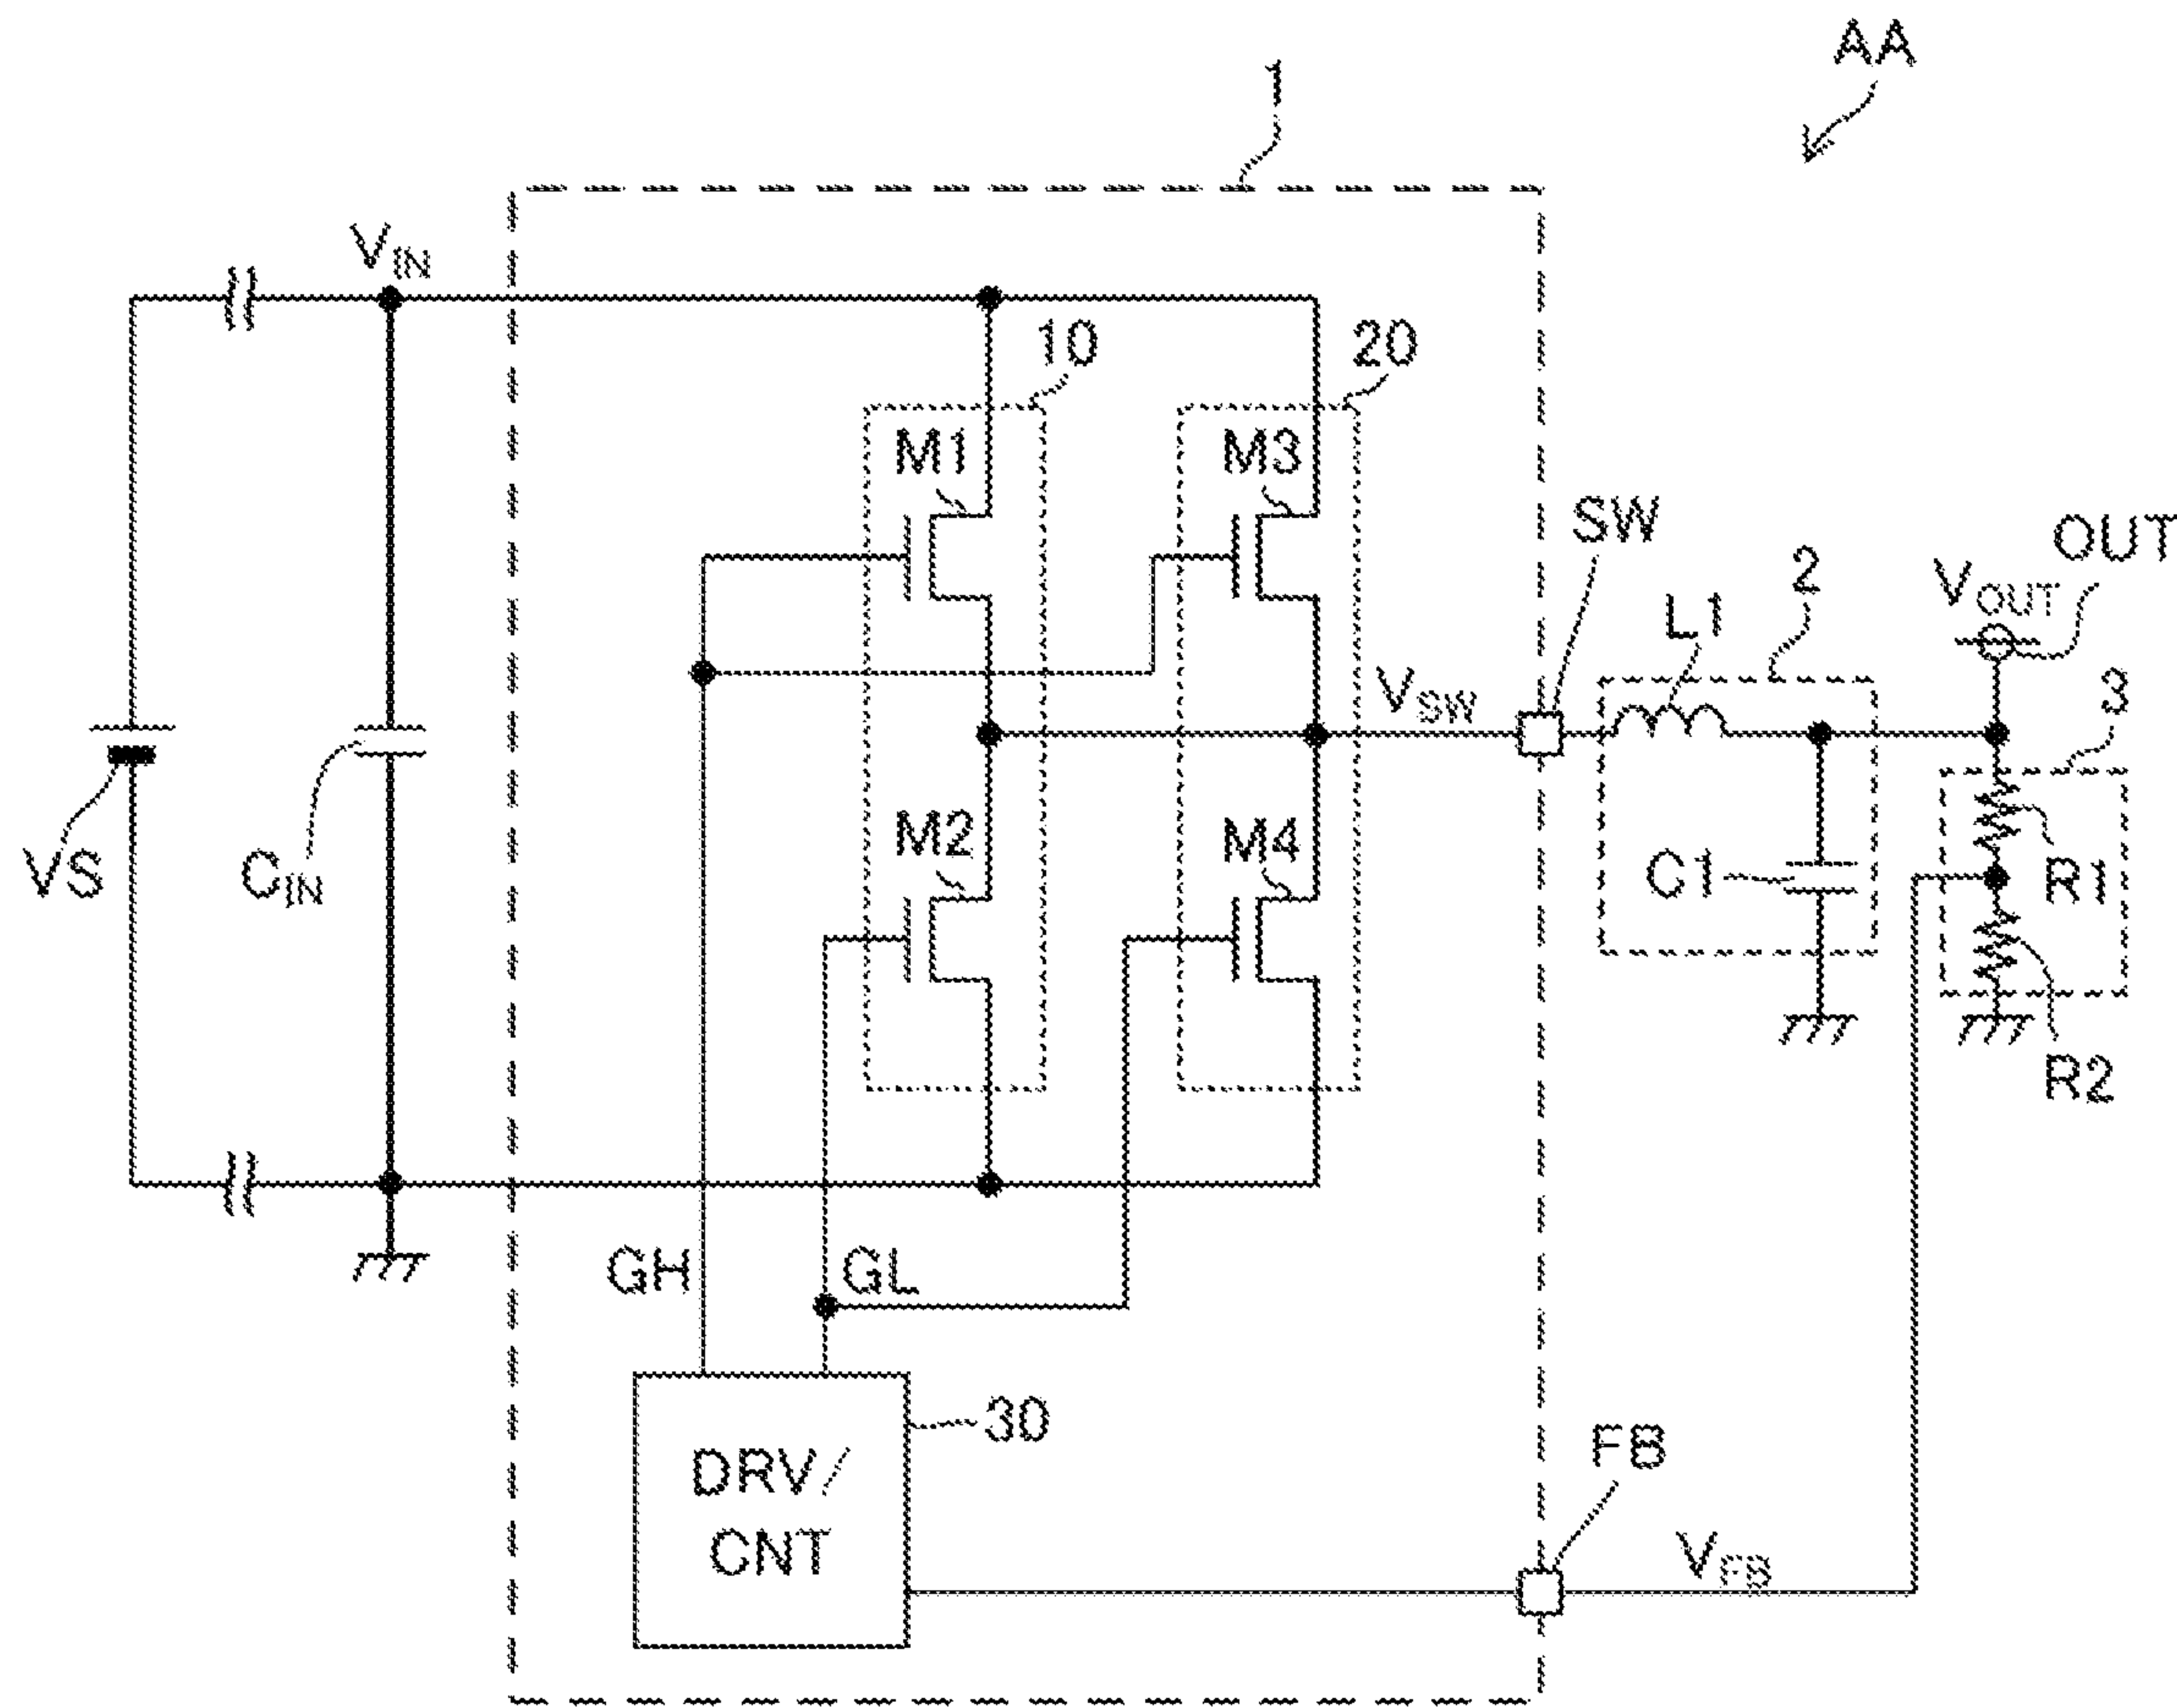 AA
1
VIN
10
20
M1
M3
SW
OUT
VOUT
2
L1
3
VSW
M2
M4
VS
CIN
C1
R1
R2
GH
GL
30
DRV/
CNT
FB
VFB